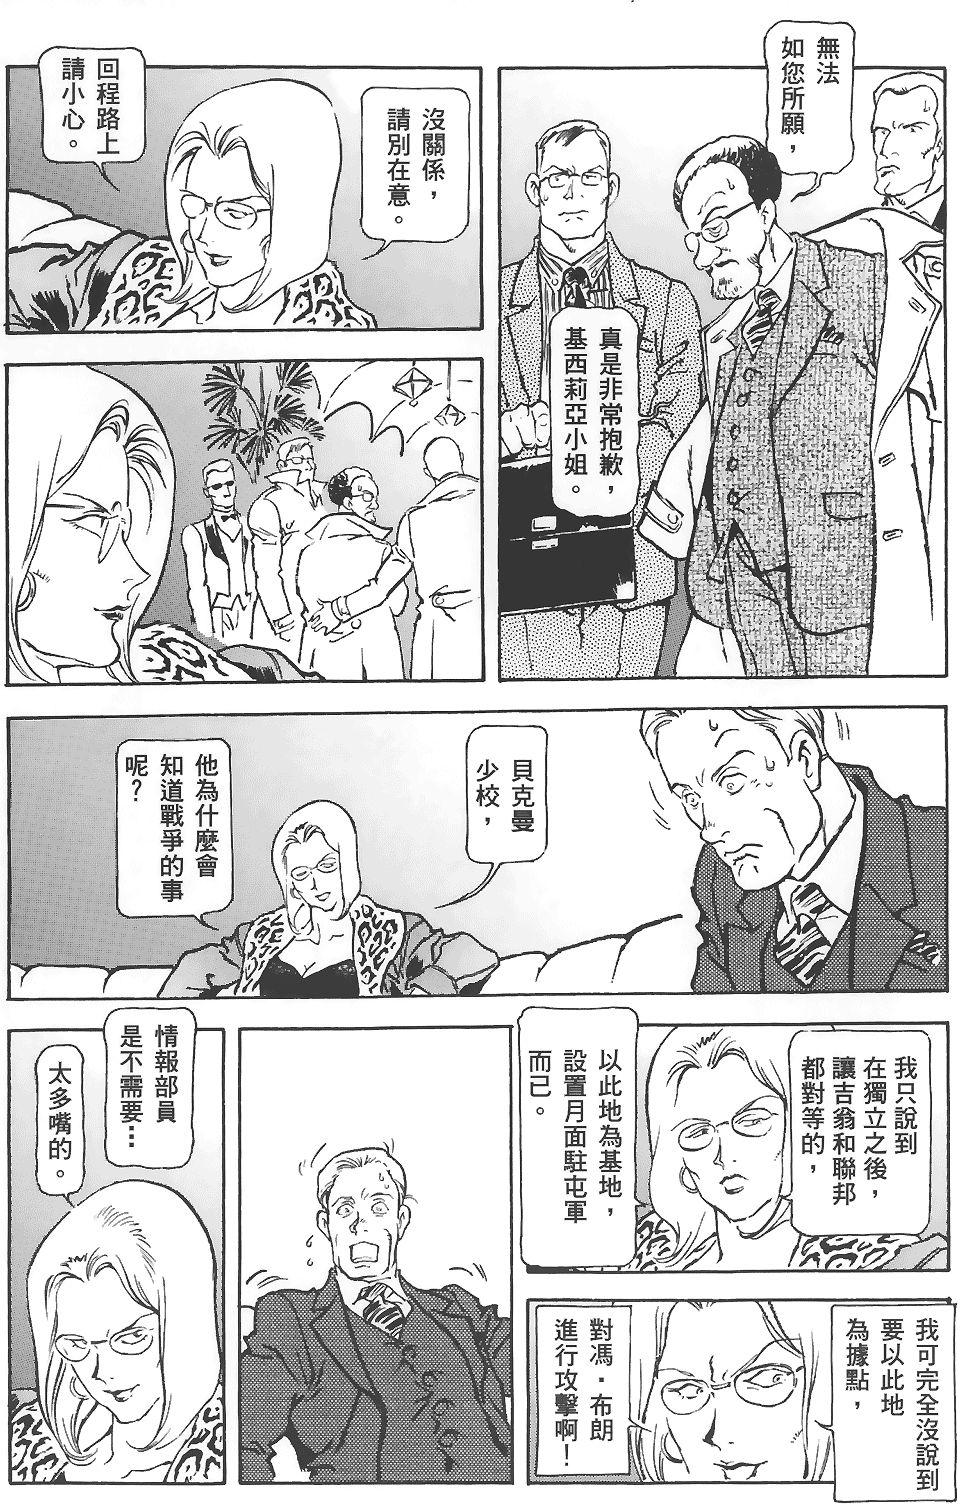 無法
如您所願，
真是非常抱歉，
基西莉亞小姐。
沒關係，
請別在意。
回程路上
請小心。
貝克曼
少校，
他為什麼會
知道戰爭的事
呢？
我只說到
在獨立之後，
讓吉翁和聯邦
都對等的，
以此地為基地，
設置月面駐屯軍
而已。
我可完全沒說到
要以此地
為據點，
對馮·布朗
進行攻擊啊！
情報部員
是不需要…
太多嘴的。